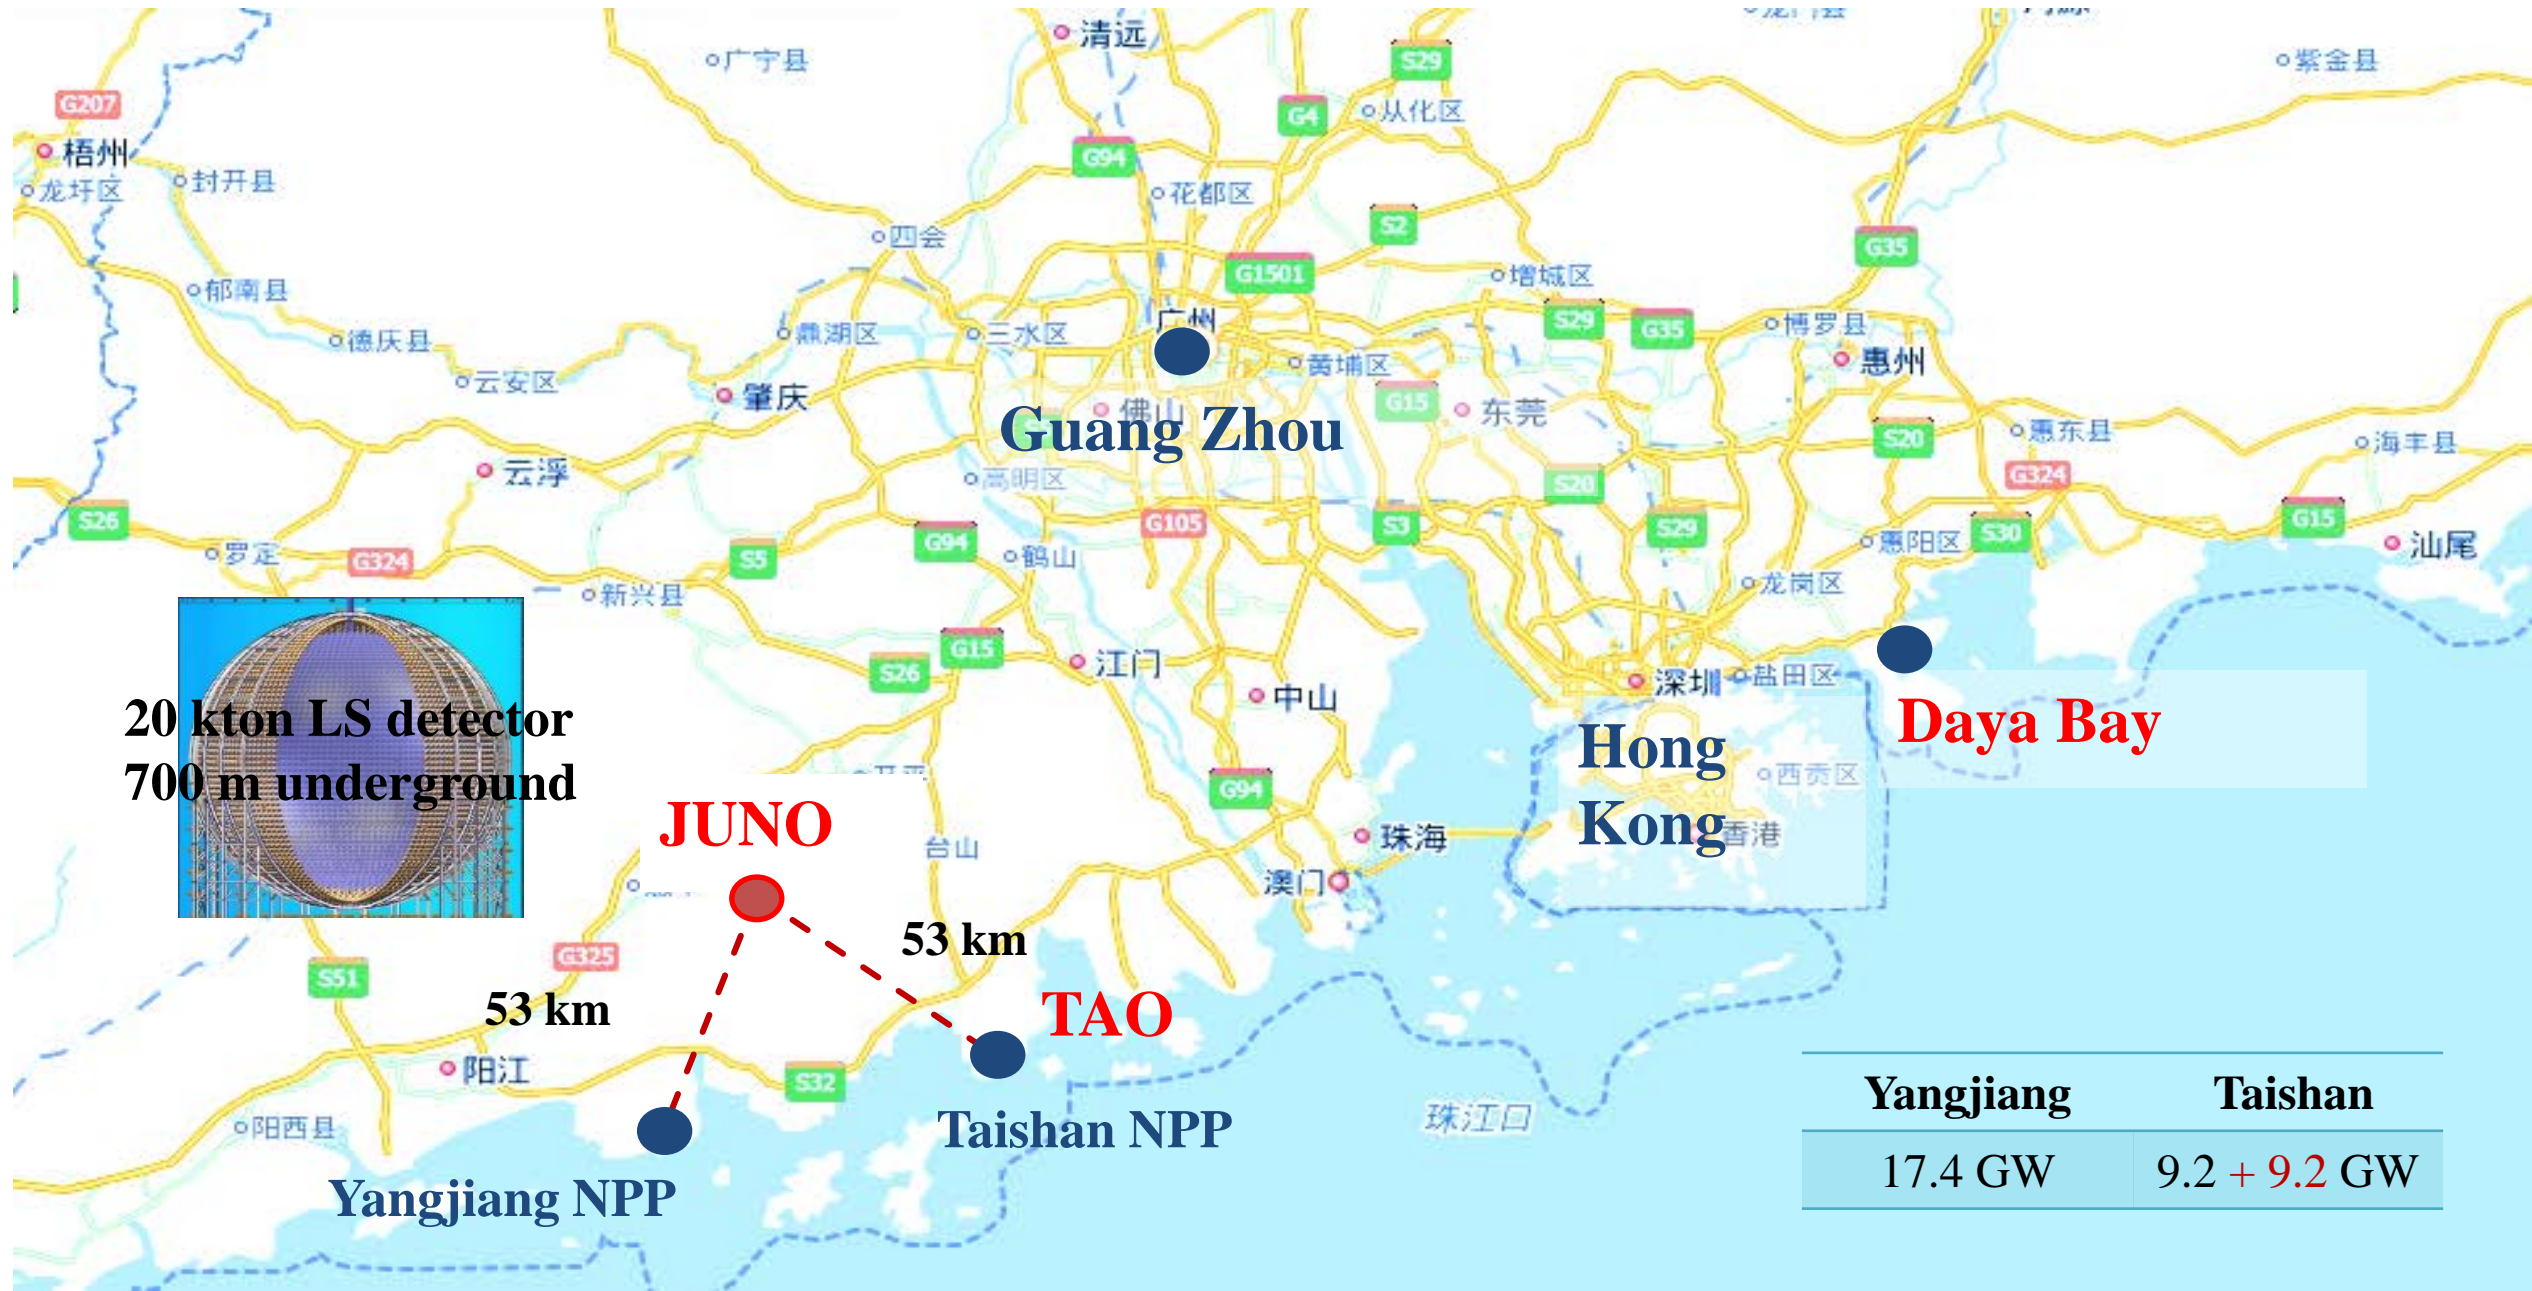 清远
广宁县
S29
紫金县
G207
G4
从化区
梧州
G94
龙圩区
封开县
花都区
S2
四会
G35
G1501
增城区
郁南县
广州
S29
G35
博罗县
德庆县
鼎湖区
三水区
黄埔区
惠州
云安区
肇庆
佛山
G15
东莞
Guang Zhou
S20
惠东县
海丰县
云浮
高明区
S20
G324
S26
G105
S3
S29
G15
罗定
G324
S5
G94
鹤山
惠阳区
S30
汕尾
新兴县
龙岗区
S26
G15
江门
中山
深圳
盐田区
20 kton LS detector
700 m underground
Daya Bay
Hong
Kong
西贡区
香港
G94
JUNO
台山
珠海
澳门
53 km
G325
S51
53 km
TAO
阳江
S32
阳西县
Taishan NPP
珠江口
Yangjiang NPP
Yangjiang Taishan
17.4 GW 9.2 + 9.2 GW